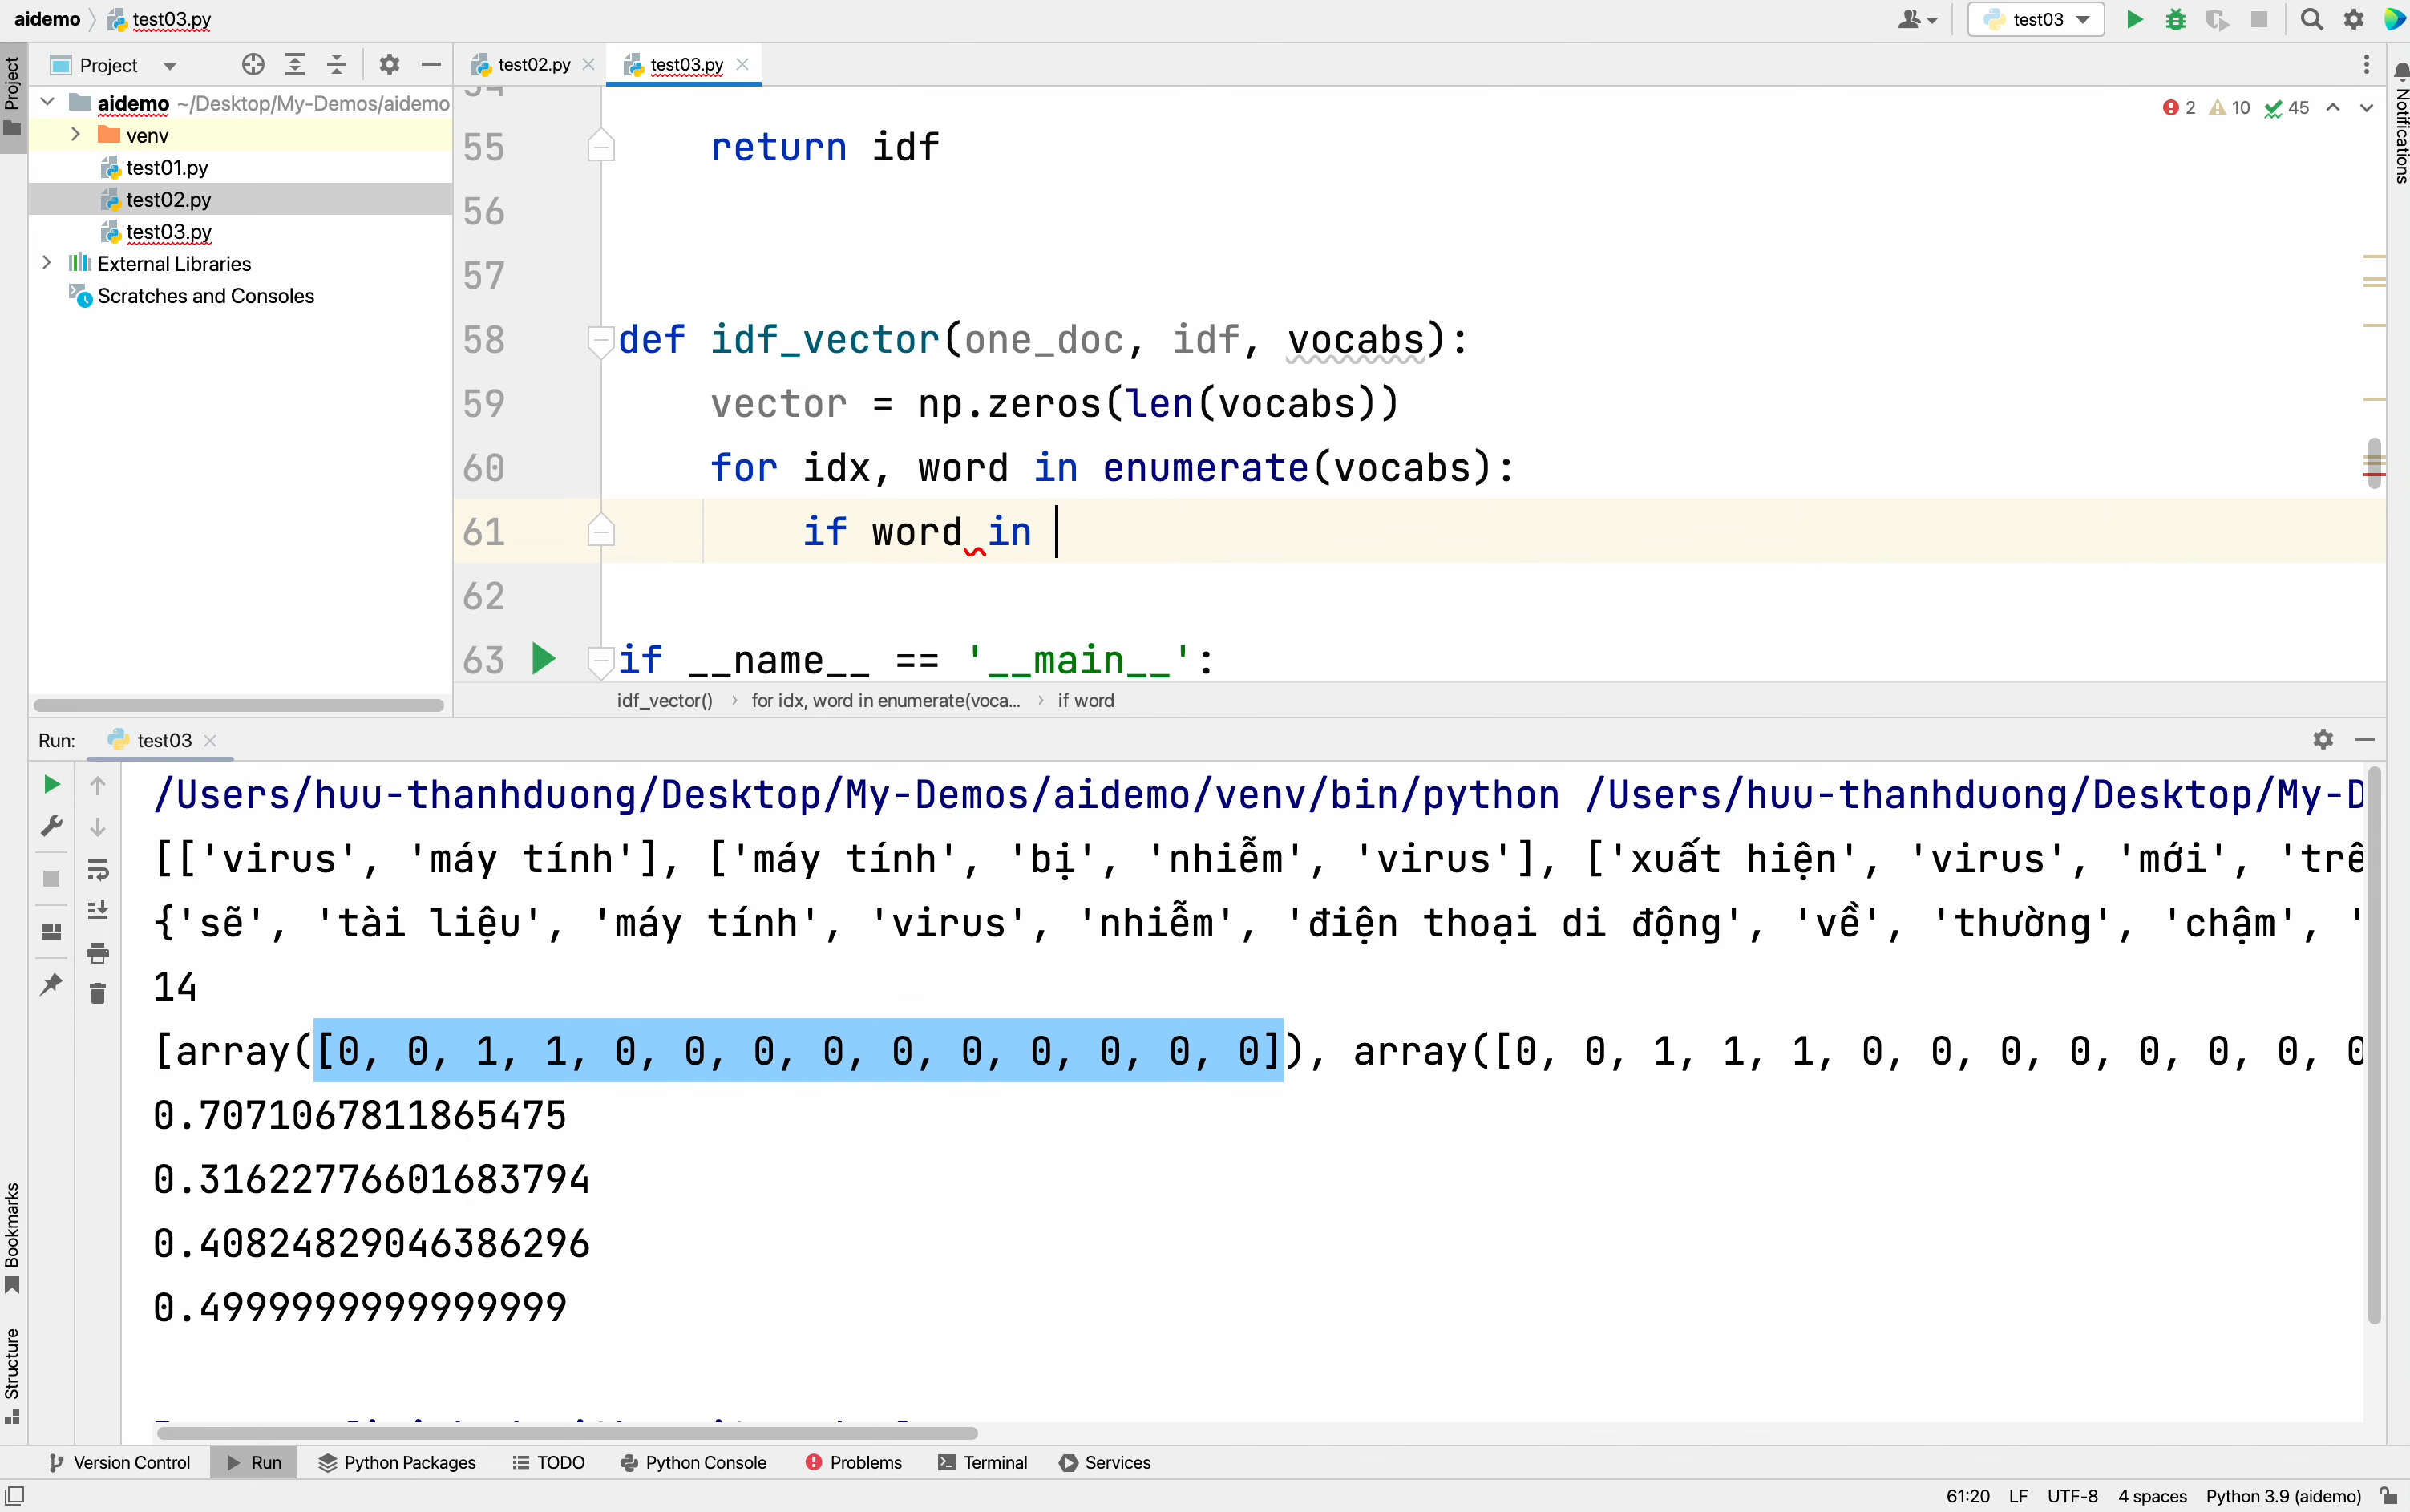 aidemo test03.py
test03
Project
test02.py
test03.py
aidemo ~/Desktop/My-Demos/aidemo
venv
test01.py
test02.py
test03.py
External Libraries
Scratches and Consoles
Project
Bookmarks
Structure
Notifications
2 10 45
55 return idf
56
57
58 def idf_vector(one_doc, idf, vocabs):
59 vector = np.zeros(len(vocabs))
60 for idx, word in enumerate(vocabs):
61 if word in
62
63 if __name__ == '__main__':
idf_vector() › for idx, word in enumerate(voca... › if word
Run: test03
/Users/huu-thanhduong/Desktop/My-Demos/aidemo/venv/bin/python /Users/huu-thanhduong/Desktop/My-D
[['virus', 'máy tính'], ['máy tính', 'bị', 'nhiễm', 'virus'], ['xuất hiện', 'virus', 'mới', 'trê
{'sẽ', 'tài liệu', 'máy tính', 'virus', 'nhiễm', 'điện thoại di động', 'về', 'thường', 'chậm', '
14
[array([0, 0, 1, 1, 0, 0, 0, 0, 0, 0, 0, 0, 0, 0]), array([0, 0, 1, 1, 1, 0, 0, 0, 0, 0, 0, 0, 0
0.7071067811865475
0.31622776601683794
0.40824829046386296
0.4999999999999999
Version Control Run Python Packages TODO Python Console Problems Terminal Services
61:20 LF UTF-8 4 spaces Python 3.9 (aidemo)